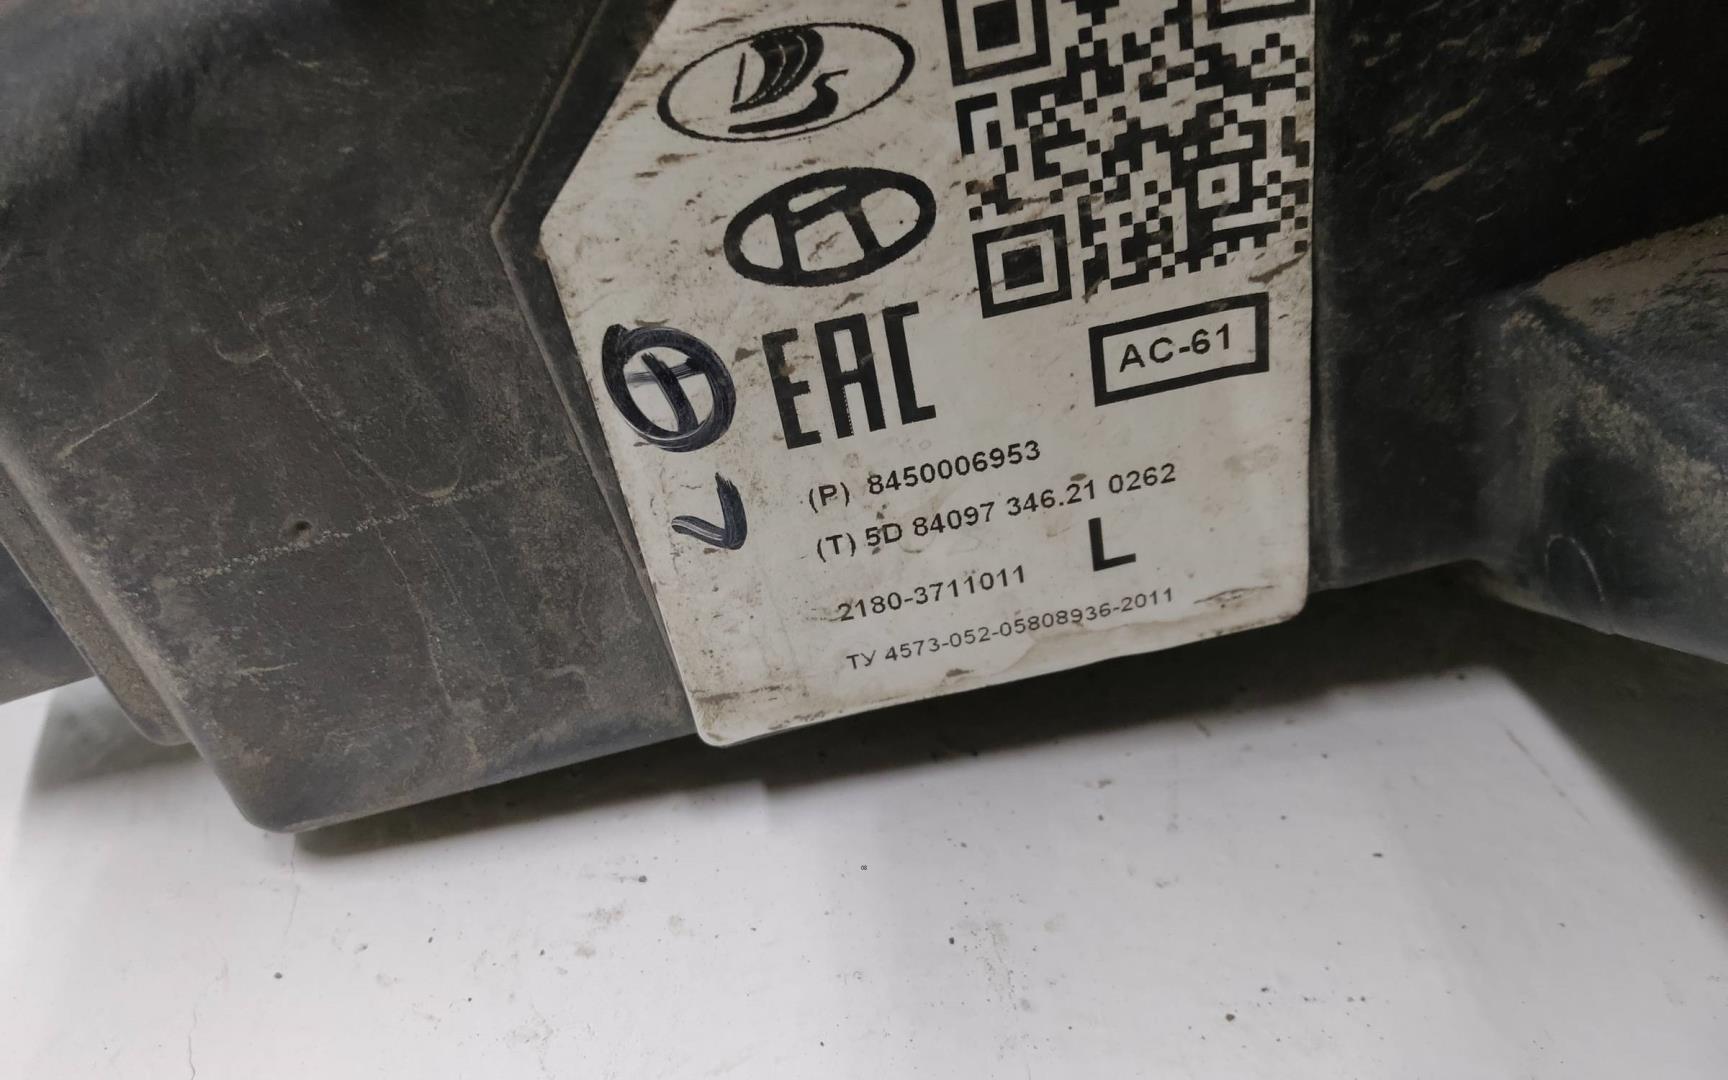 EAC
AC-61
(P) 8450006953
(T) 5D 84097 346.21 0262
L
2180-3711011
ТУ 4573-052-05808936-2011